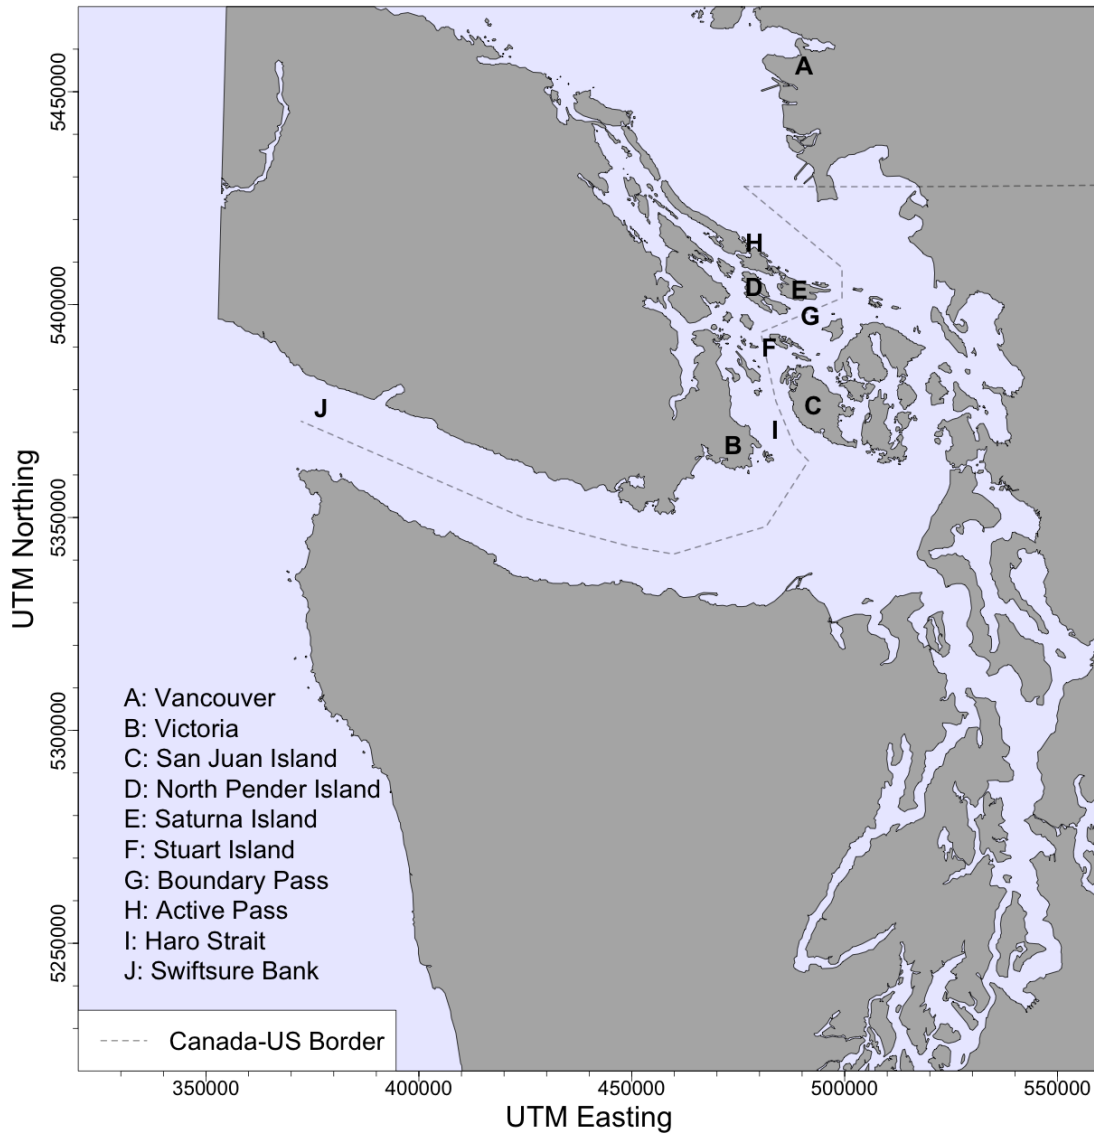 A
5450000
H
D
E
5400000
G
F
J
C
I
B
5350000
UTM Northing
A: Vancouver
B: Victoria
5300000
C: San Juan Island
D: North Pender Island
E: Saturna Island
F: Stuart Island
G: Boundary Pass
H: Active Pass
5250000
I: Haro Strait
J: Swiftsure Bank
Canada-US Border
350000 400000 450000 500000 550000
UTM Easting